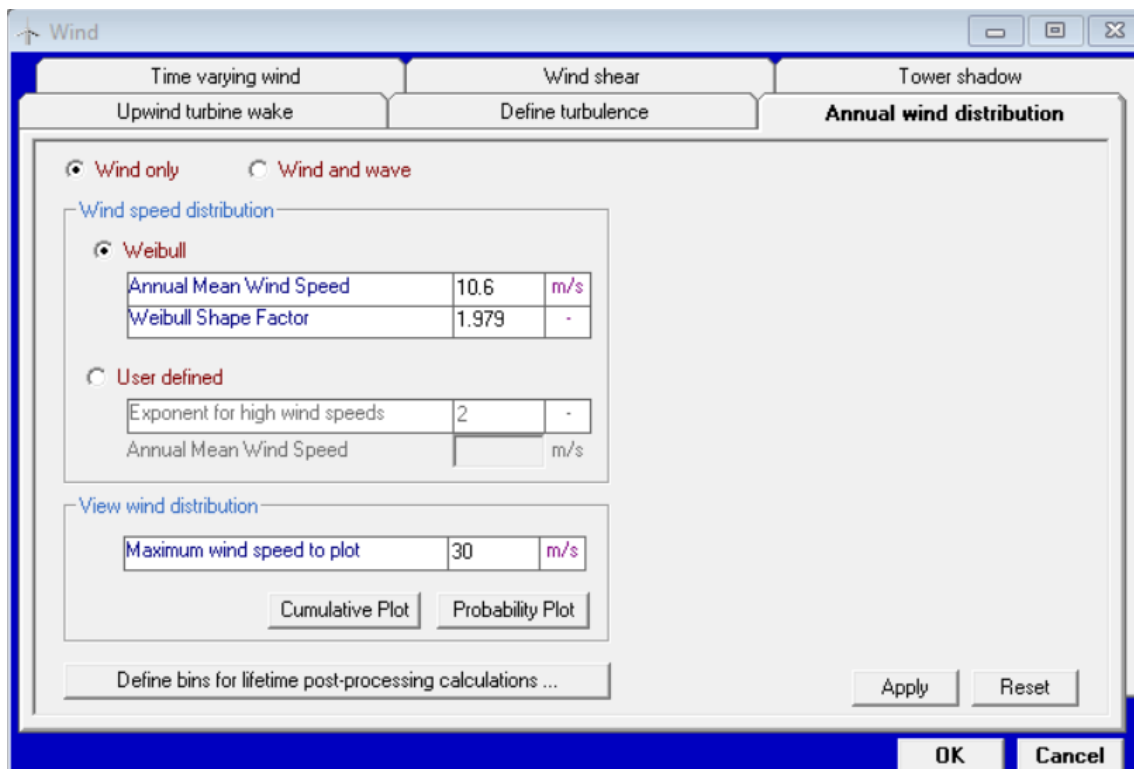 Wind
Time varying wind Wind shear Tower shadow
Upwind turbine wake Define turbulence Annual wind distribution
Wind only Wind and wave
Wind speed distribution
Weibull
Annual Mean Wind Speed 10.6 m/s
Weibull Shape Factor 1.979 -
User defined
Exponent for high wind speeds 2 -
Annual Mean Wind Speed m/s
View wind distribution
Maximum wind speed to plot 30 m/s
Cumulative Plot Probability Plot
Define bins for lifetime post-processing calculations ...
Apply Reset
OK Cancel